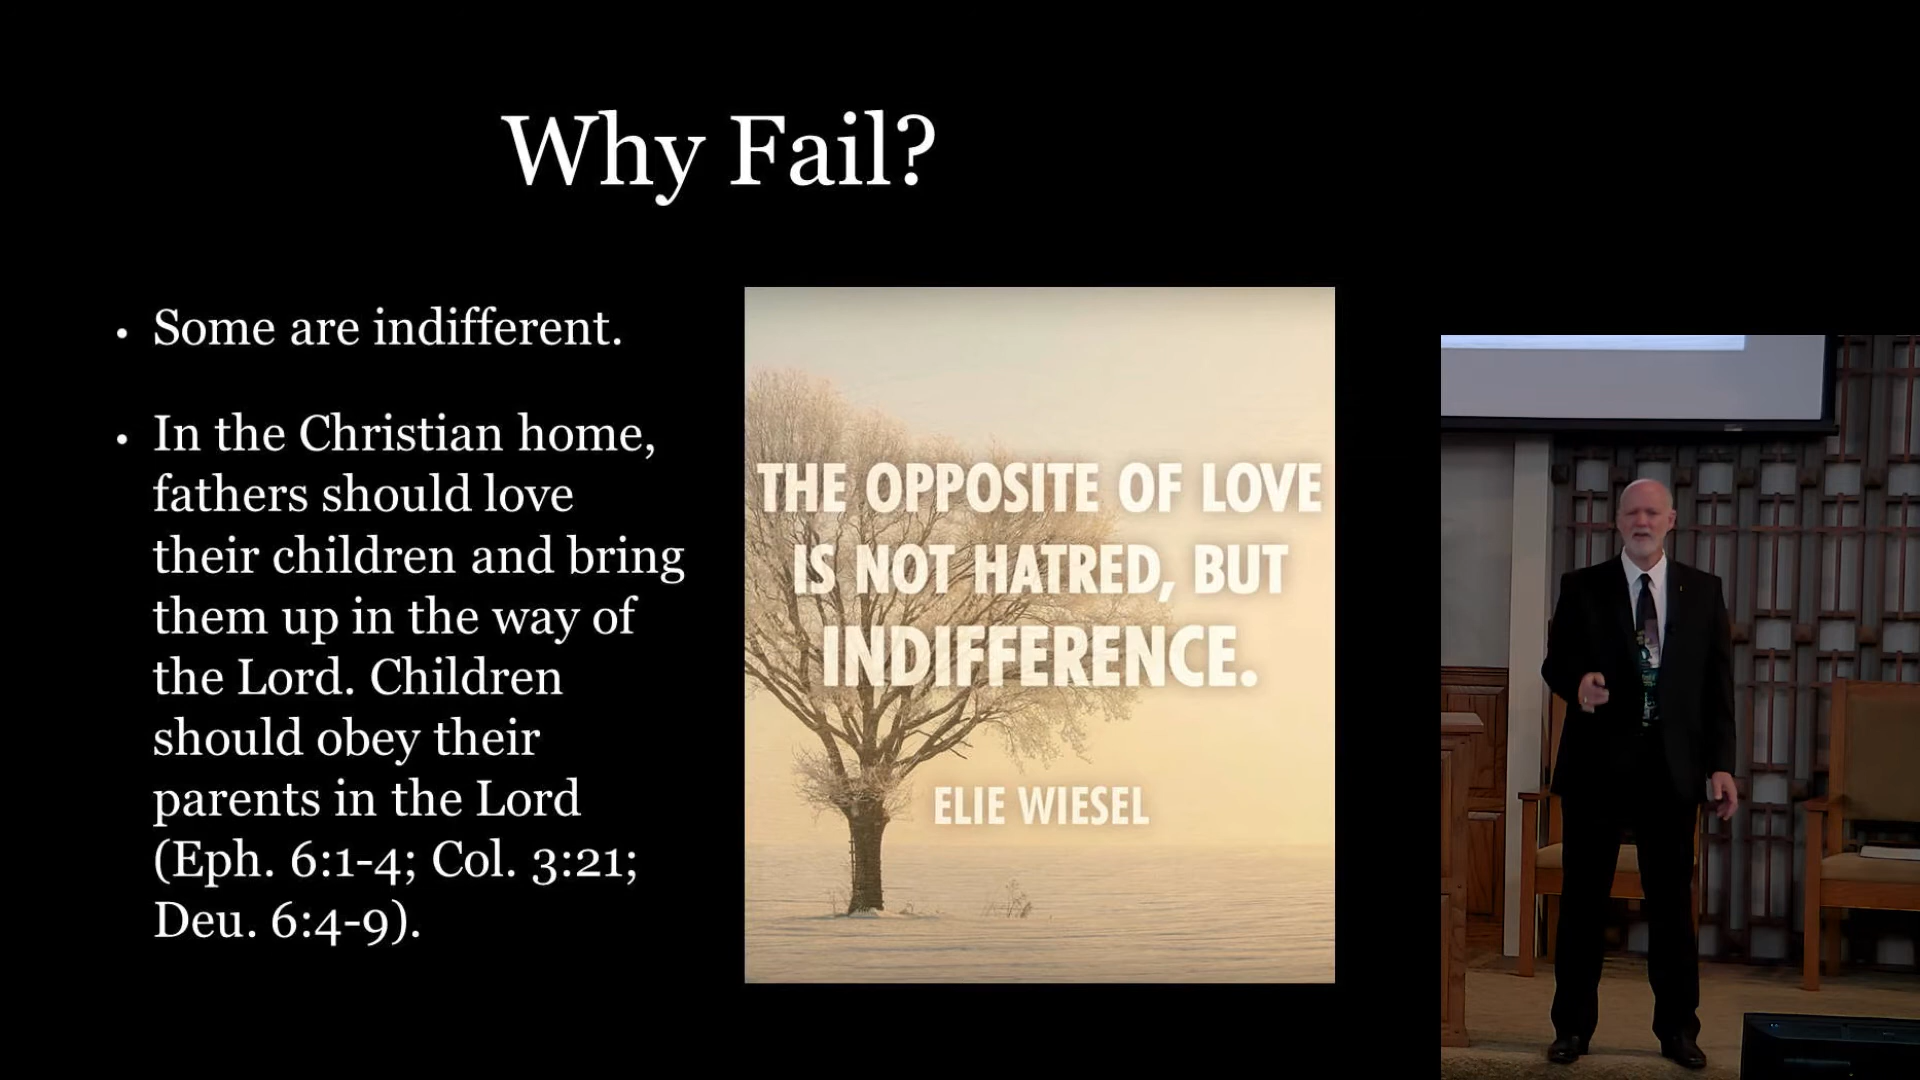 Why Fail?
• Some are indifferent.
• In the Christian home,
fathers should love
their children and bring
them up in the way of
the Lord. Children
should obey their
parents in the Lord
(Eph. 6:1-4; Col. 3:21;
Deu. 6:4-9).
THE OPPOSITE OF LOVE
IS NOT HATRED, BUT
INDIFFERENCE.
ELIE WIESEL